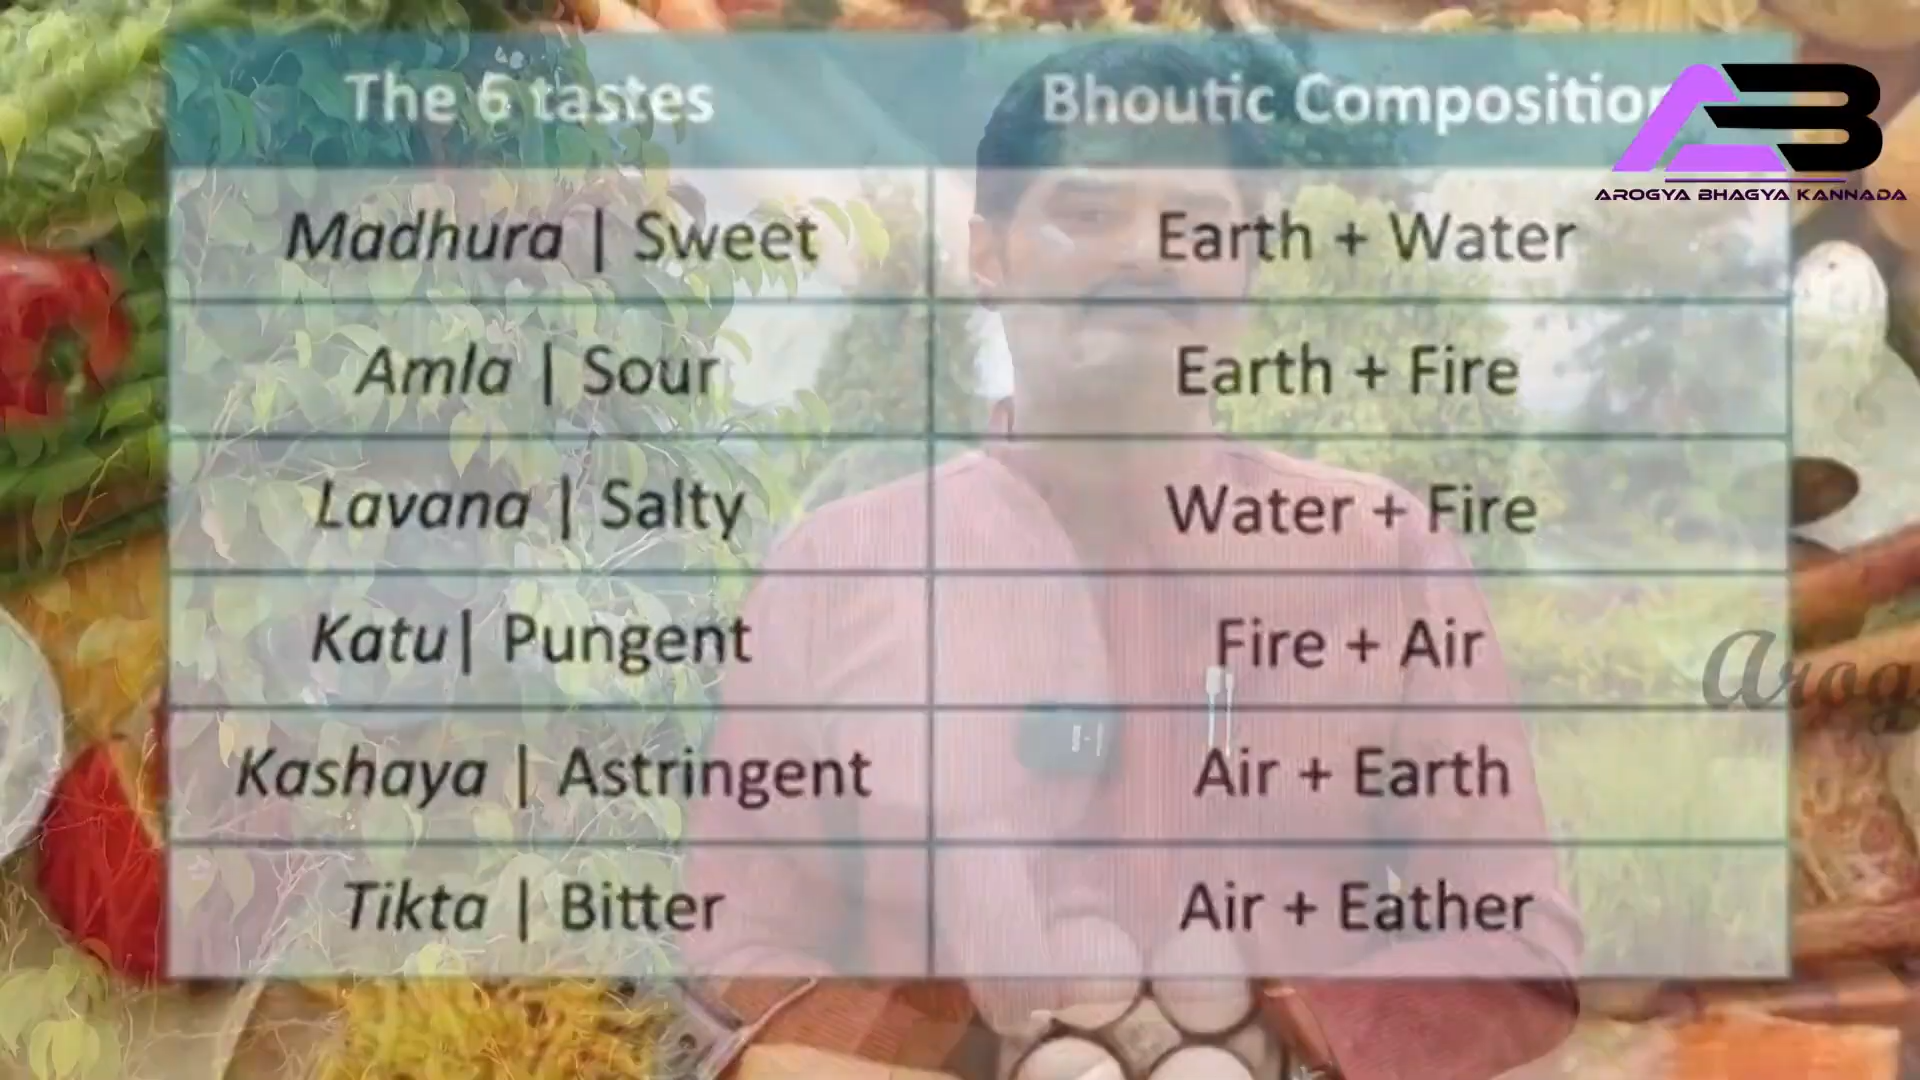 The 6 tastes Bhoutic Composition
AROGYA BHAGYA KANNADA
Madhura | Sweet Earth + Water
Amla | Sour Earth + Fire
Lavana | Salty Water + Fire
Katu| Pungent Fire + Air
Arog
Kashaya | Astringent Air + Earth
Tikta | Bitter Air + Eather